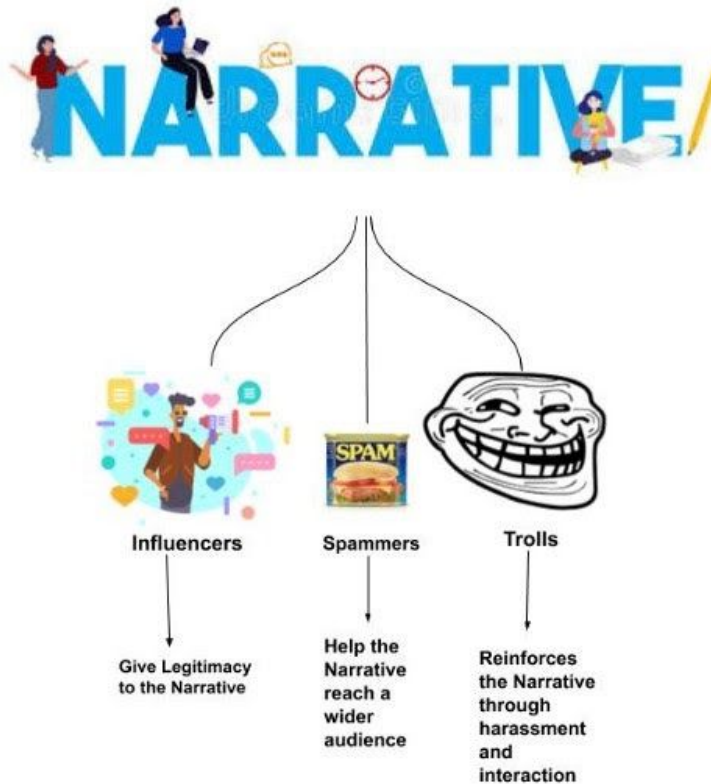 NARRATIVE
SPAM
Influencers
Spammers
Trolls
Give Legitimacy
to the Narrative
Help the
Narrative
reach a
wider
audience
Reinforces
the Narrative
through
harassment
and
interaction